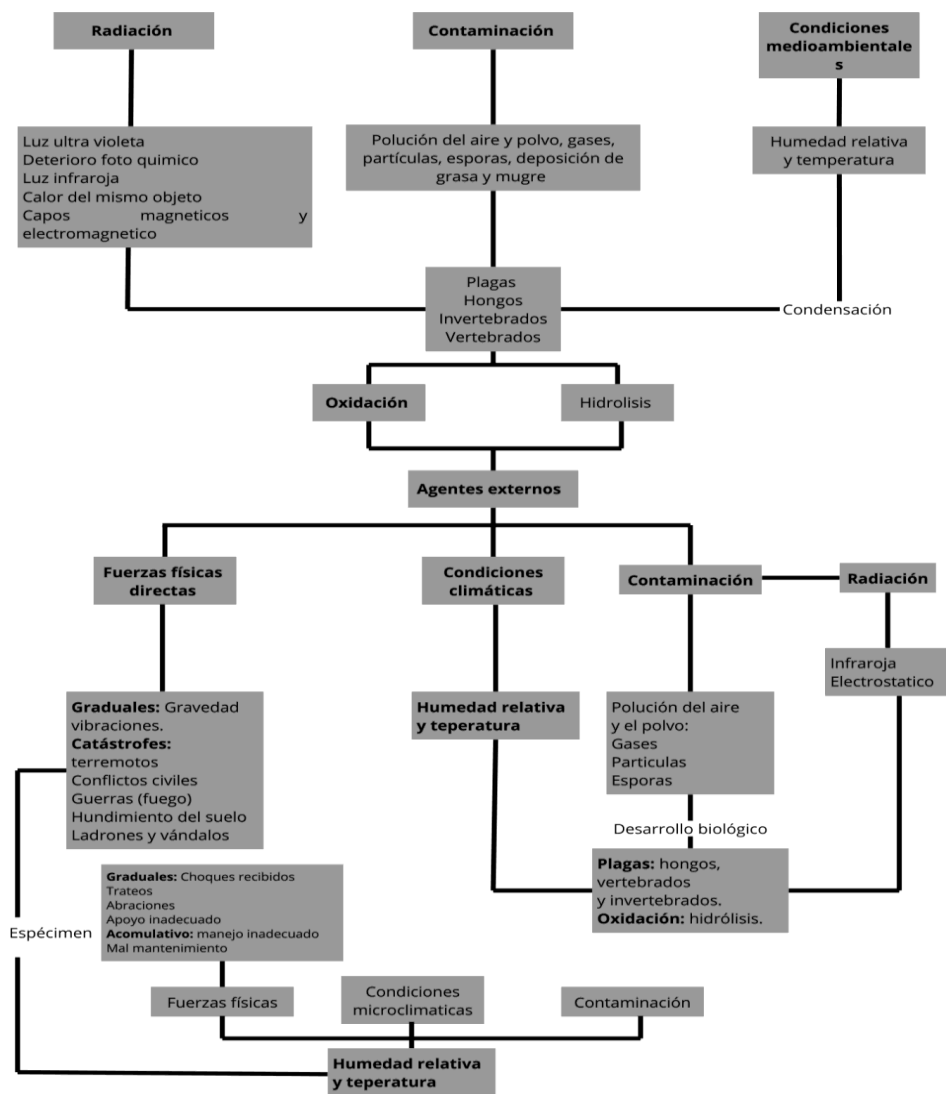 Radiación
Contaminación
Condiciones
medioambientale
s
Luz ultra violeta
Deterioro foto quimico
Luz infraroja
Calor del mismo objeto
Capos magneticos y
electromagnetico
Polución del aire y polvo, gases,
partículas, esporas, deposición de
grasa y mugre
Humedad relativa
y temperatura
Plagas
Hongos
Invertebrados
Vertebrados
Condensación
Oxidación
Hidrolisis
Agentes externos
Fuerzas físicas
directas
Condiciones
climáticas
Contaminación
Radiación
Infraroja
Electrostatico
Graduales: Gravedad
vibraciones.
Catástrofes:
terremotos
Conflictos civiles
Guerras (fuego)
Hundimiento del suelo
Ladrones y vándalos
Humedad relativa
y teperatura
Polución del aire
y el polvo:
Gases
Particulas
Esporas
Desarrollo biológico
Plagas: hongos,
vertebrados
y invertebrados.
Oxidación: hidrólisis.
Graduales: Choques recibidos
Trateos
Abraciones
Apoyo inadecuado
Acomulativo: manejo inadecuado
Mal mantenimiento
Espécimen
Fuerzas físicas
Condiciones
microclimaticas
Contaminación
Humedad relativa
y teperatura